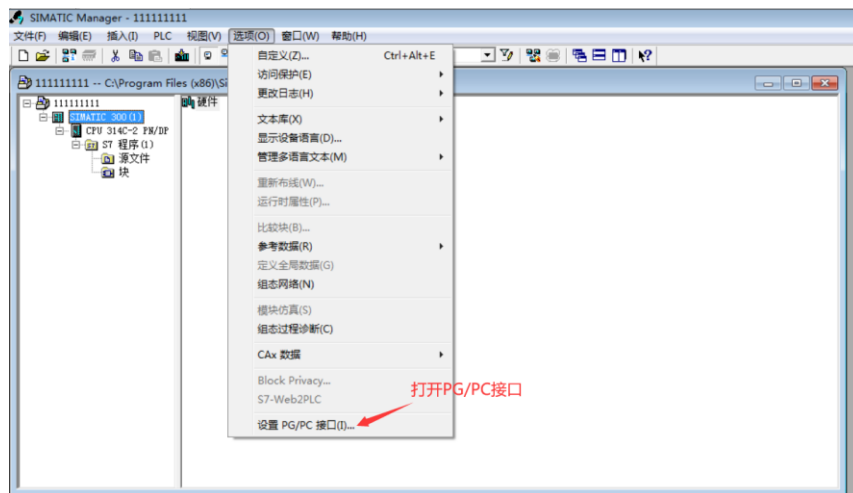 SIMATIC Manager - 111111111
文件(F) 编辑(E) 插入(I) PLC 视图(V) 选项(O) 窗口(W) 帮助(H)
111111111 -- C:\Program Files (x86)\Si
111111111
SIMATIC 300(1)
CPU 314C-2 PN/DP
S7 程序(1)
源文件
块
硬件
自定义(Z)... Ctrl+Alt+E
访问保护(E)
更改日志(H)
文本库(X)
显示设备语言(D)...
管理多语言文本(M)
重新布线(W)...
运行时属性(P)...
比较块(B)...
参考数据(R)
定义全局数据(G)
组态网络(N)
模块仿真(S)
组态过程诊断(C)
CAx 数据
Block Privacy...
S7-Web2PLC
设置 PG/PC 接口(I)...
打开PG/PC接口